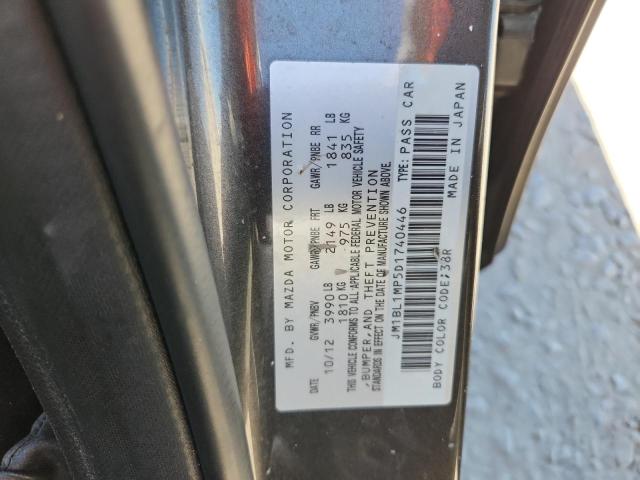 MFD. BY MAZDA MOTOR CORPORATION
DATE GVWR/PNBV GAWR/PNBE FRT GAWR/PNBE RR
10/12 3990 LB 2149 LB 1841 LB
1810 KG 975 KG 835 KG
THIS VEHICLE CONFORMS TO ALL APPLICABLE FEDERAL MOTOR VEHICLE SAFETY
,BUMPER,AND THEFT PREVENTION
STANDARDS IN EFFECT ON THE DATE OF MANUFACTURE SHOWN ABOVE.
JM1BL1MP5D1740446 TYPE: PASS CAR
BODY COLOR CODE;38R MADE IN JAPAN